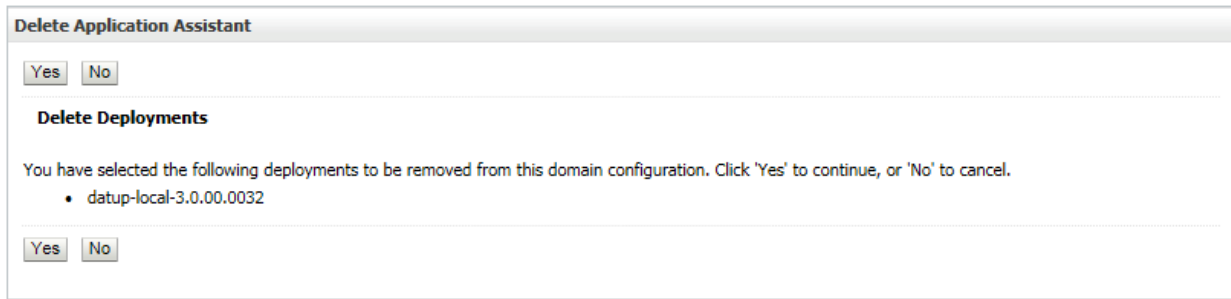 Delete Application Assistant
Yes No
Delete Deployments
You have selected the following deployments to be removed from this domain configuration. Click 'Yes' to continue, or 'No' to cancel.
• datup-local-3.0.00.0032
Yes No